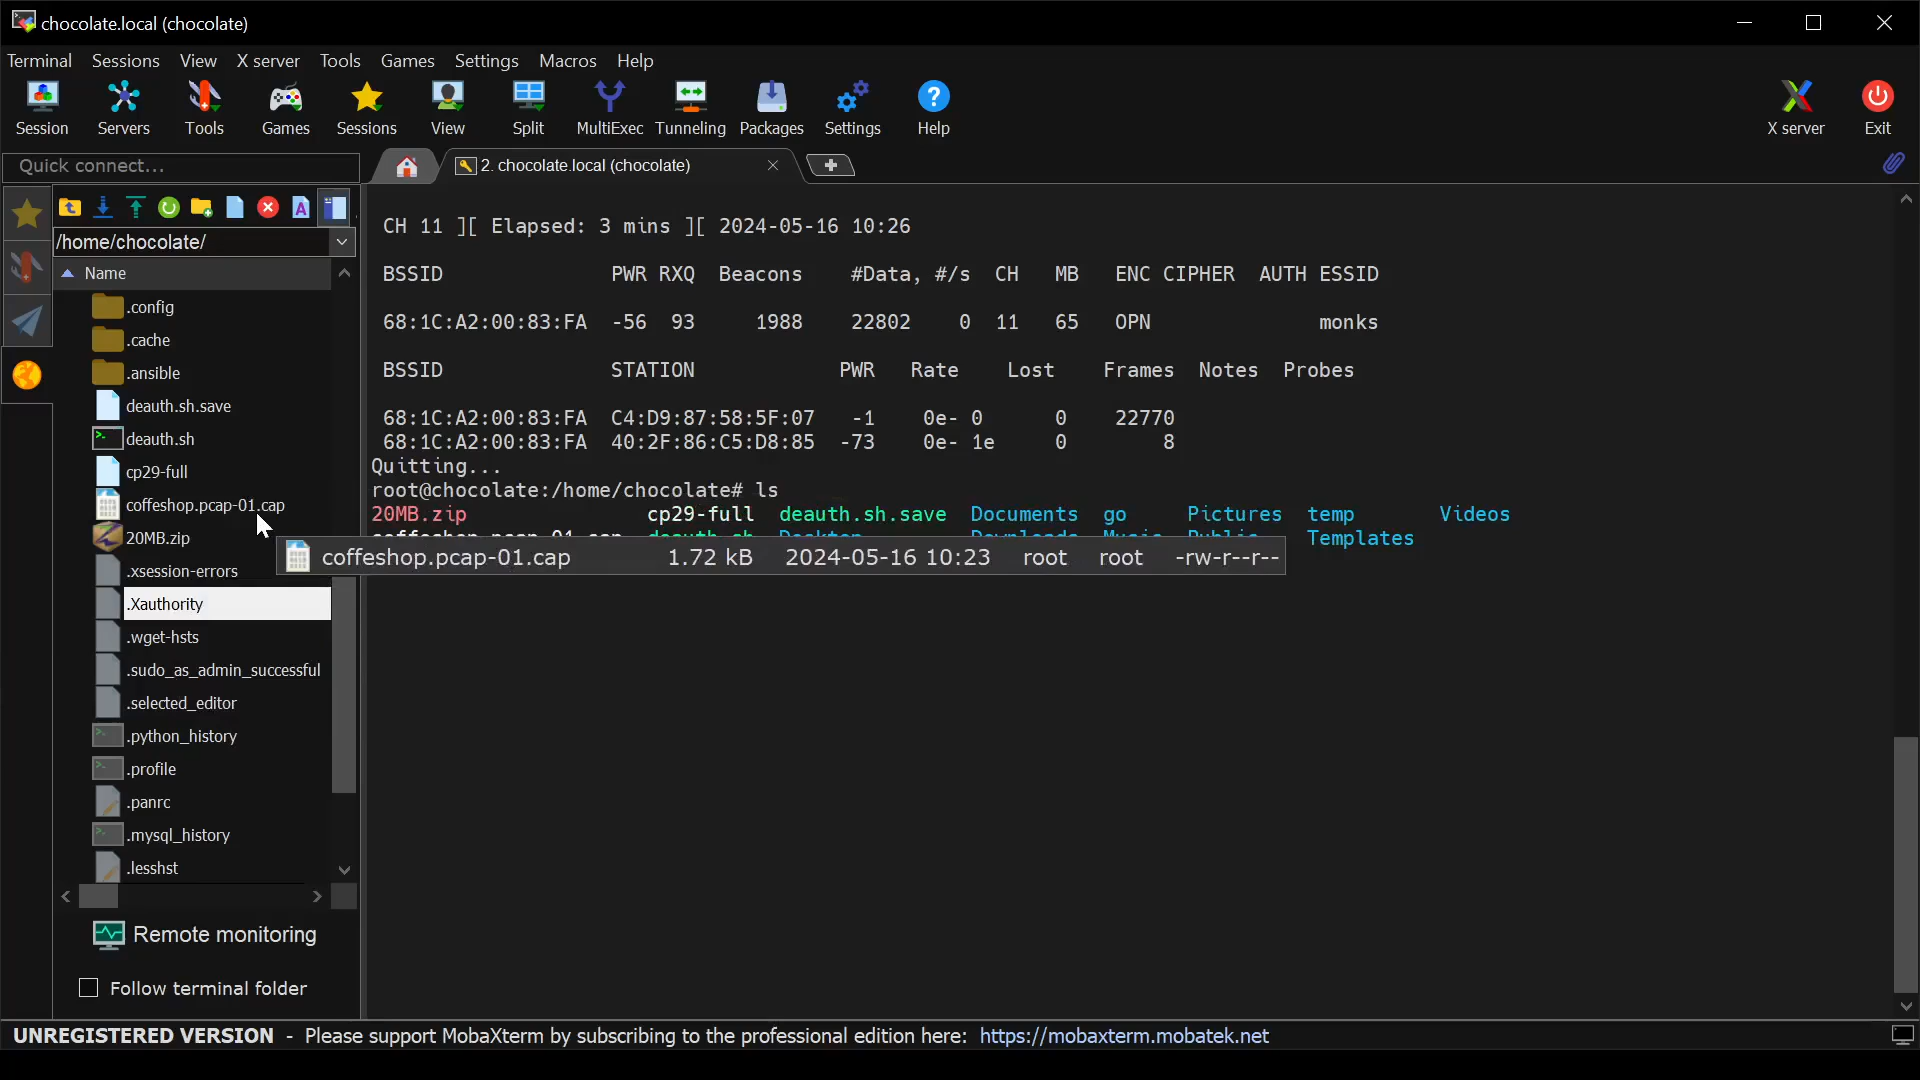 chocolate.local (chocolate)
Terminal Sessions View X server Tools Games Settings Macros Help
Session Servers Tools Games Sessions View Split MultiExec Tunneling Packages Settings Help X server Exit
Quick connect...
2. chocolate.local (chocolate)
/home/chocolate/
Name
.config
.cache
.ansible
deauth.sh.save
deauth.sh
cp29-full
coffeshop.pcap-01.cap
20MB.zip
.xsession-errors
.Xauthority
.wget-hsts
.sudo_as_admin_successful
.selected_editor
.python_history
.profile
.panrc
.mysql_history
.lesshst
Remote monitoring
Follow terminal folder
CH 11 ][ Elapsed: 3 mins ][ 2024-05-16 10:26
BSSID PWR RXQ Beacons #Data, #/s CH MB ENC CIPHER AUTH ESSID
68:1C:A2:00:83:FA -56 93 1988 22802 0 11 65 OPN monks
BSSID STATION PWR Rate Lost Frames Notes Probes
68:1C:A2:00:83:FA C4:D9:87:58:5F:07 -1 0e- 0 0 22770
68:1C:A2:00:83:FA 40:2F:86:C5:D8:85 -73 0e- 1e 0 8
Quitting...
root@chocolate:/home/chocolate# ls
20MB.zip cp29-full deauth.sh.save Documents go Pictures temp Videos
coffeshop.pcap-01.cap deauth.sh Desktop Downloads Music Public Templates
coffeshop.pcap-01.cap 1.72 kB 2024-05-16 10:23 root root -rw-r--r--
UNREGISTERED VERSION - Please support MobaXterm by subscribing to the professional edition here: https://mobaxterm.mobatek.net